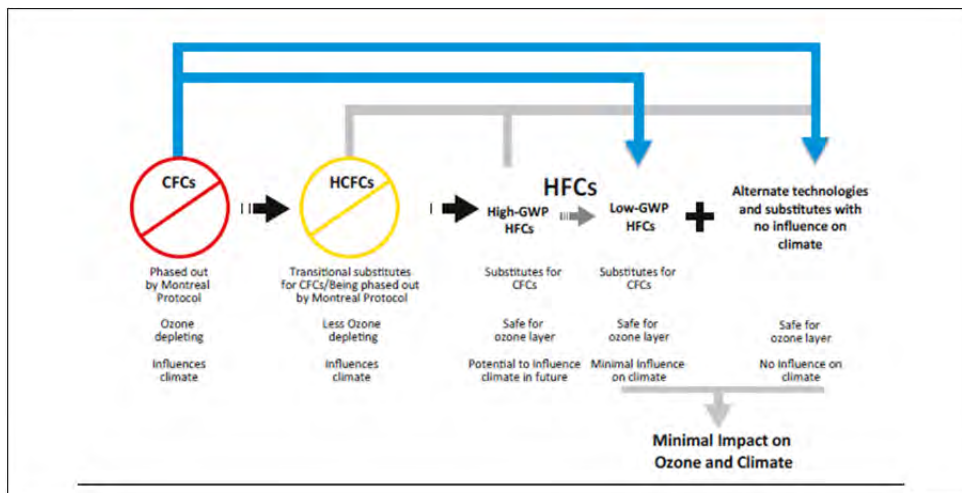 CFCs
HCFCs
HFCs
High-GWP
HFCs
Low-GWP
HFCs
Alternate technologies
and substitutes with
no influence on
climate
Phased out
by Montreal
Protocol
Ozone
depleting
Influences
climate
Transitional substitutes
for CFCs/Being phased out
by Montreal Protocol
Less Ozone
depleting
Influences
climate
Substitutes for
CFCs
Safe for
ozone layer
Potential to influence
climate in future
Substitutes for
CFCs
Safe for
ozone layer
Minimal Influence
on climate
Safe for
ozone layer
No influence on
climate
Minimal Impact on
Ozone and Climate